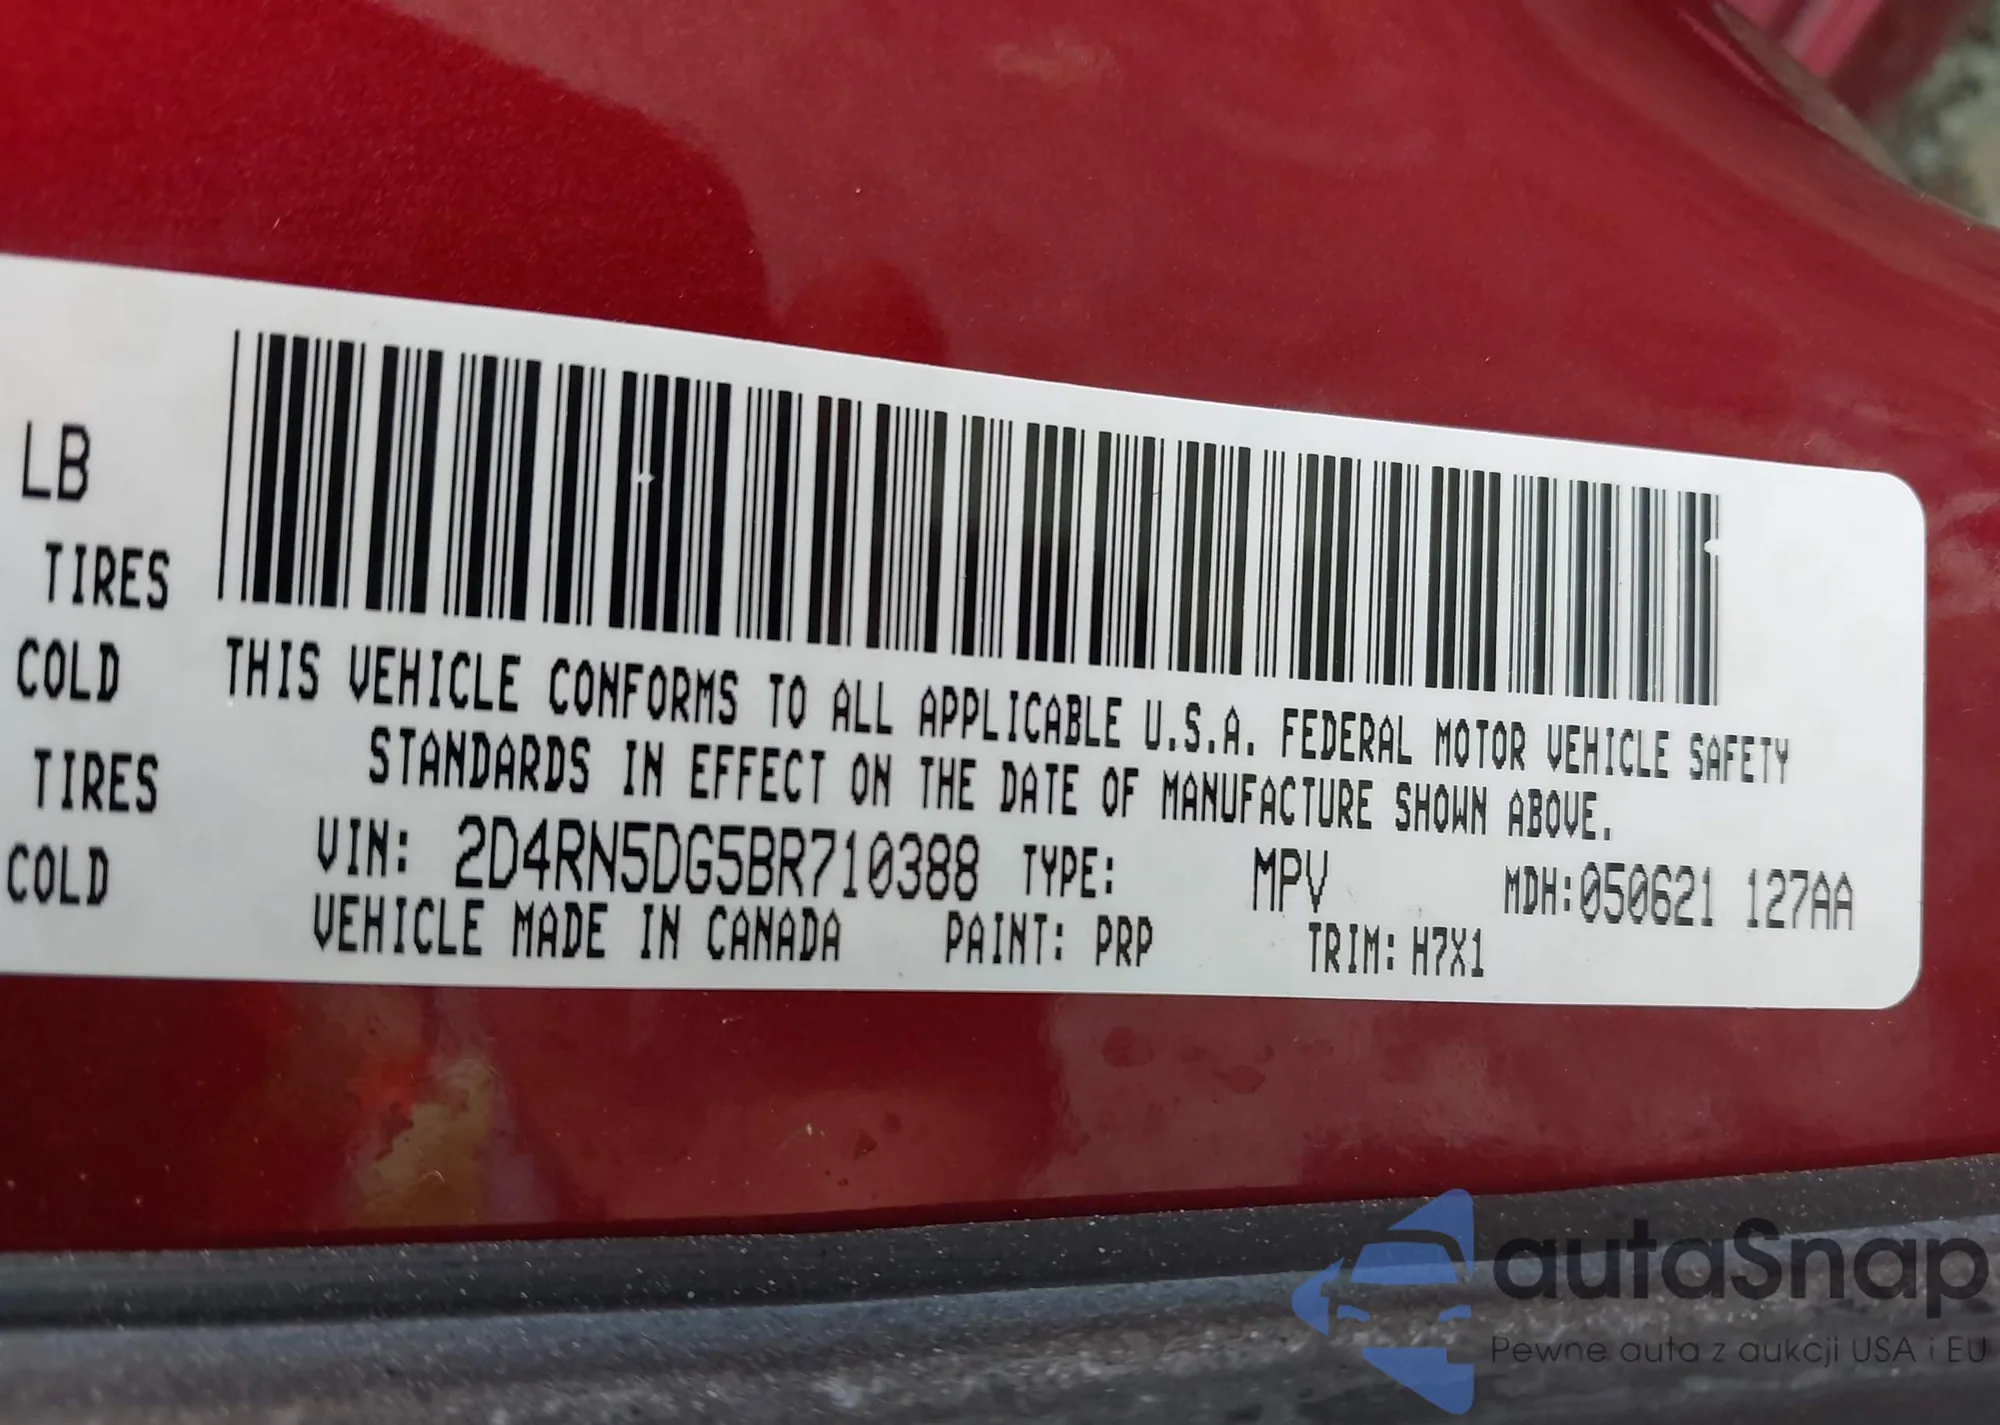 LB
TIRES
COLD
TIRES
COLD
THIS VEHICLE CONFORMS TO ALL APPLICABLE U.S.A. FEDERAL MOTOR VEHICLE SAFETY
STANDARDS IN EFFECT ON THE DATE OF MANUFACTURE SHOWN ABOVE.
VIN: 2D4RN5DG5BR710388 TYPE: MPV MDH:050621 127AA
VEHICLE MADE IN CANADA PAINT: PRP TRIM: H7X1
autaSnap
Pewne auta z aukcji USA i EU